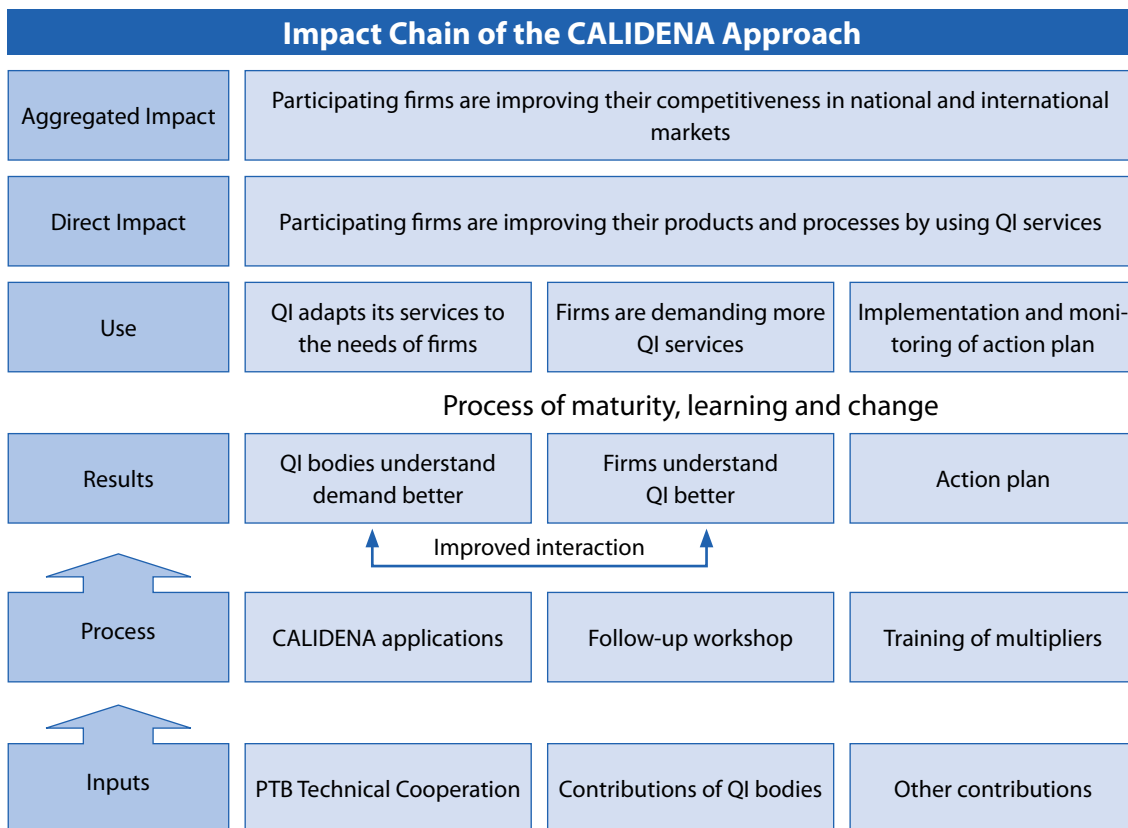 Impact Chain of the CALIDENA Approach
Aggregated Impact
Participating firms are improving their competitiveness in national and international
markets
Direct Impact
Participating firms are improving their products and processes by using QI services
Use
QI adapts its services to
the needs of firms
Firms are demanding more
QI services
Implementation and moni-
toring of action plan
Process of maturity, learning and change
Results
QI bodies understand
demand better
Firms understand
QI better
Action plan
Improved interaction
Process
CALIDENA applications
Follow-up workshop
Training of multipliers
Inputs
PTB Technical Cooperation
Contributions of QI bodies
Other contributions